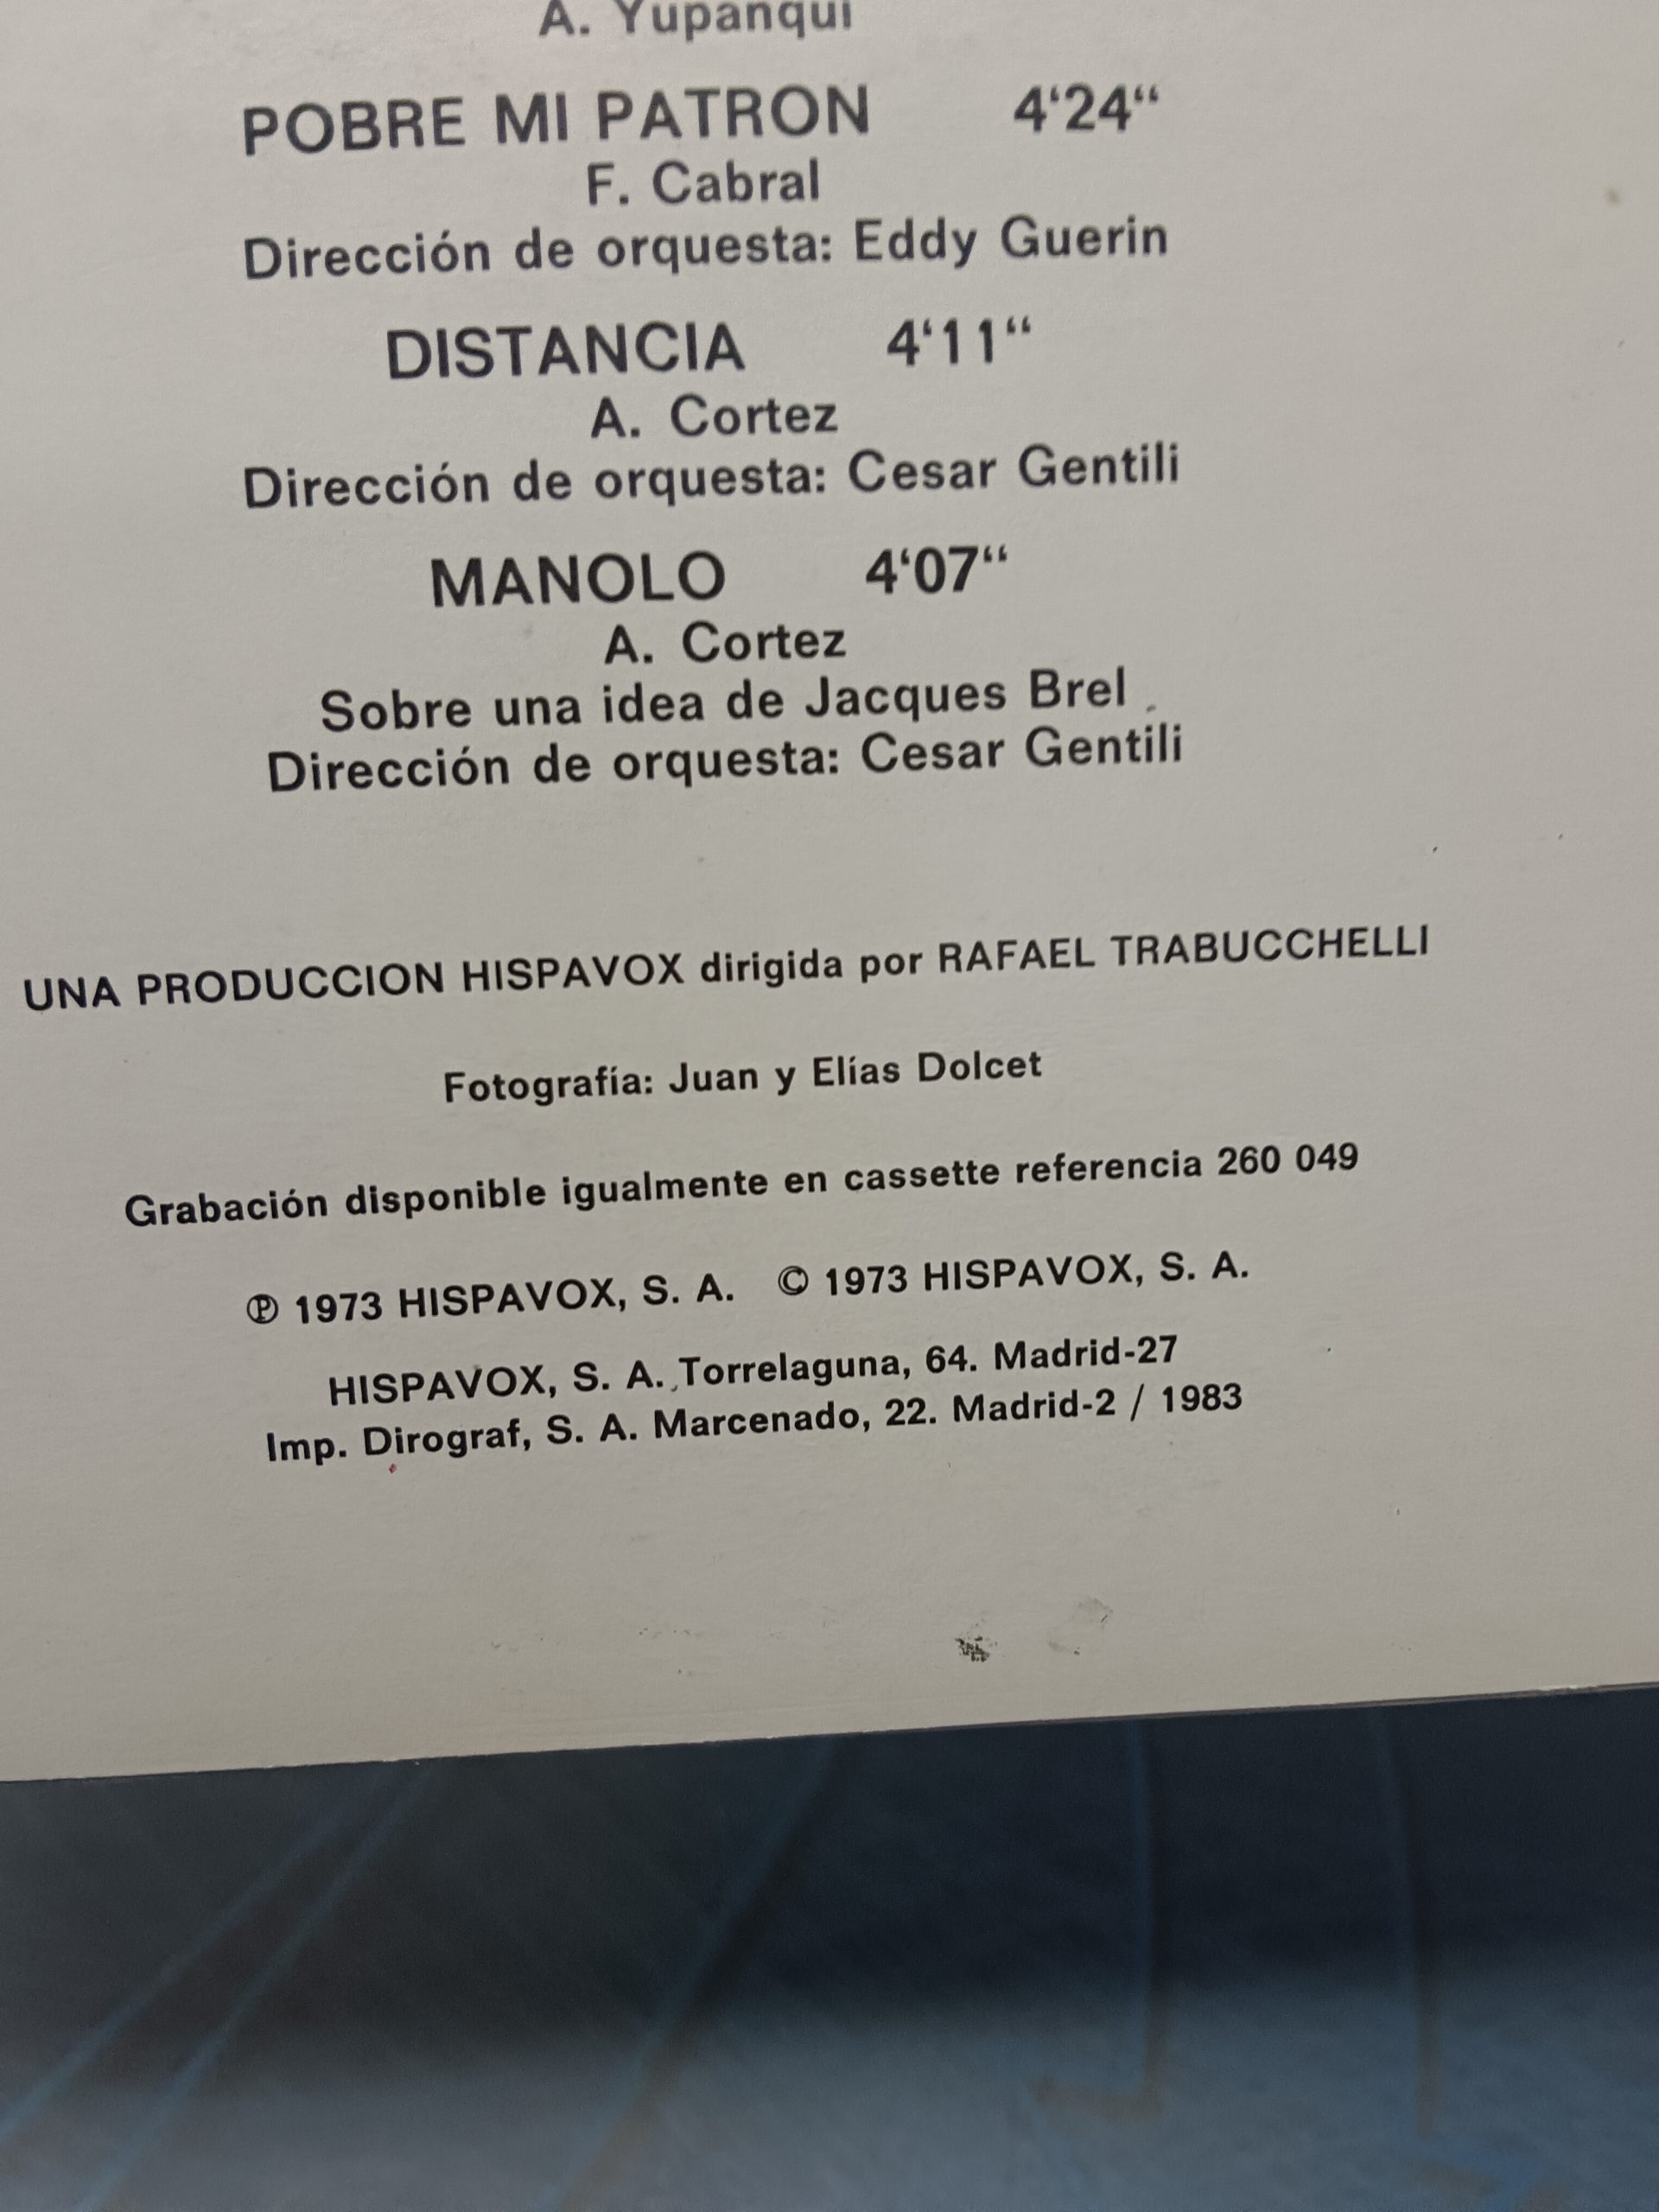 A. Yupanqui
POBRE MI PATRON 4‘24“
F. Cabral
Dirección de orquesta: Eddy Guerin
DISTANCIA 4‘11“
A. Cortez
Dirección de orquesta: Cesar Gentili
MANOLO 4‘07“
A. Cortez
Sobre una idea de Jacques Brel
Dirección de orquesta: Cesar Gentili
UNA PRODUCCION HISPAVOX dirigida por RAFAEL TRABUCCHELLI
Fotografía: Juan y Elías Dolcet
Grabación disponible igualmente en cassette referencia 260 049
℗ 1973 HISPAVOX, S. A. © 1973 HISPAVOX, S. A.
HISPAVOX, S. A. Torrelaguna, 64. Madrid-27
Imp. Dirograf, S. A. Marcenado, 22. Madrid-2 / 1983